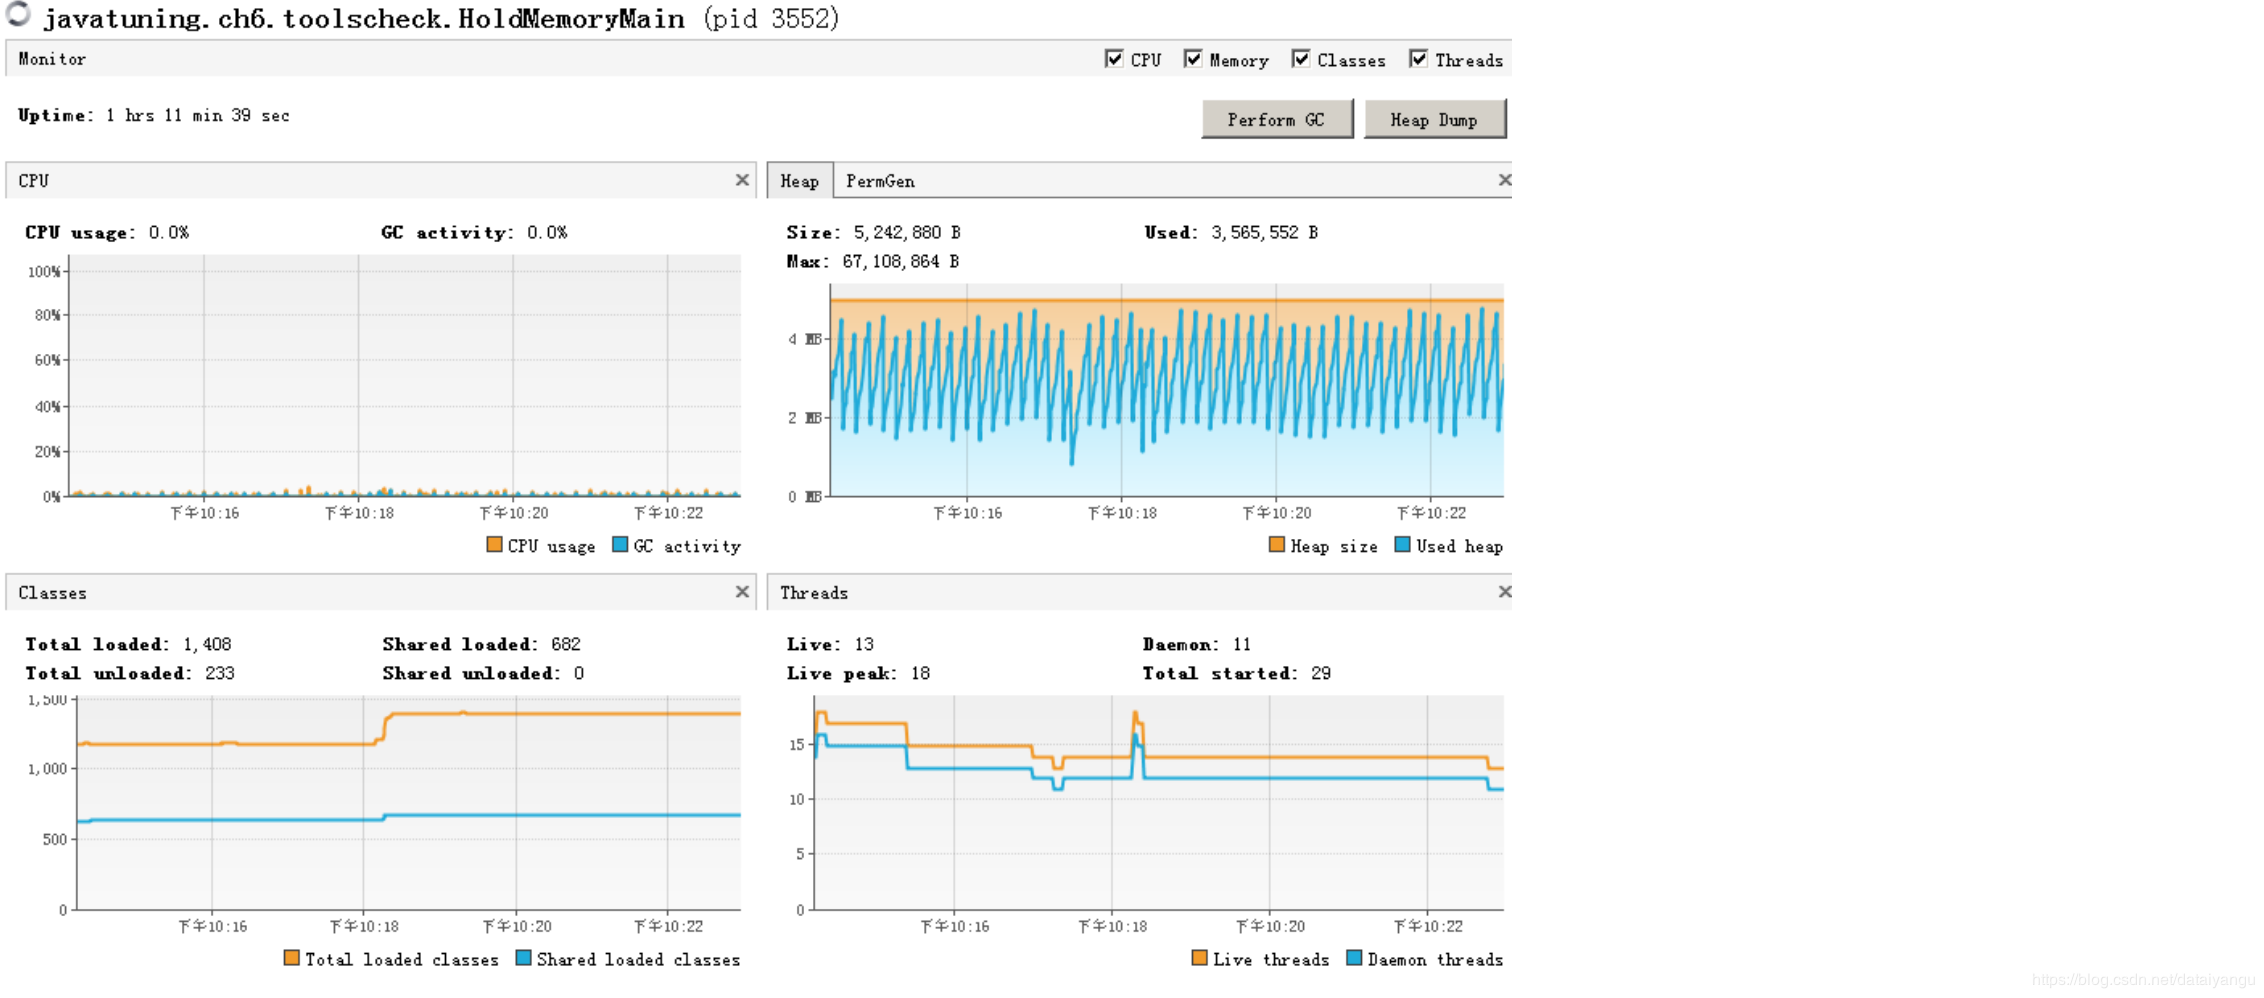 javatuning.ch6.toolscheck.HoldMemoryMain (pid 3552)
Monitor
CPU Memory Classes Threads
Uptime: 1 hrs 11 min 39 sec
Perform GC Heap Dump
CPU
CPU usage: 0.0% GC activity: 0.0%
100%
80%
60%
40%
20%
0%
下午10:16 下午10:18 下午10:20 下午10:22
CPU usage GC activity
Heap PermGen
Size: 5,242,880 B Used: 3,565,552 B
Max: 67,108,864 B
4 MB
2 MB
0 MB
下午10:16 下午10:18 下午10:20 下午10:22
Heap size Used heap
Classes
Total loaded: 1,408 Shared loaded: 682
Total unloaded: 233 Shared unloaded: 0
1,500
1,000
500
0
下午10:16 下午10:18 下午10:20 下午10:22
Total loaded classes Shared loaded classes
Threads
Live: 13 Daemon: 11
Live peak: 18 Total started: 29
15
10
5
0
下午10:16 下午10:18 下午10:20 下午10:22
Live threads Daemon threads
https://blog.csdn.net/dataiyangu